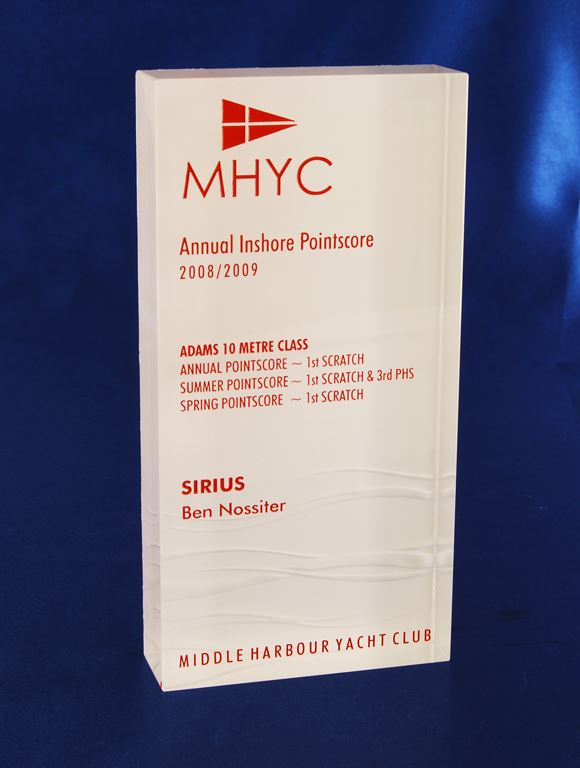 MHYC
Annual Inshore Pointscore
2008/2009
ADAMS 10 METRE CLASS
ANNUAL POINTSCORE ~ 1st SCRATCH
SUMMER POINTSCORE ~ 1st SCRATCH & 3rd PHS
SPRING POINTSCORE ~ 1st SCRATCH
SIRIUS
Ben Nossiter
MIDDLE HARBOUR YACHT CLUB